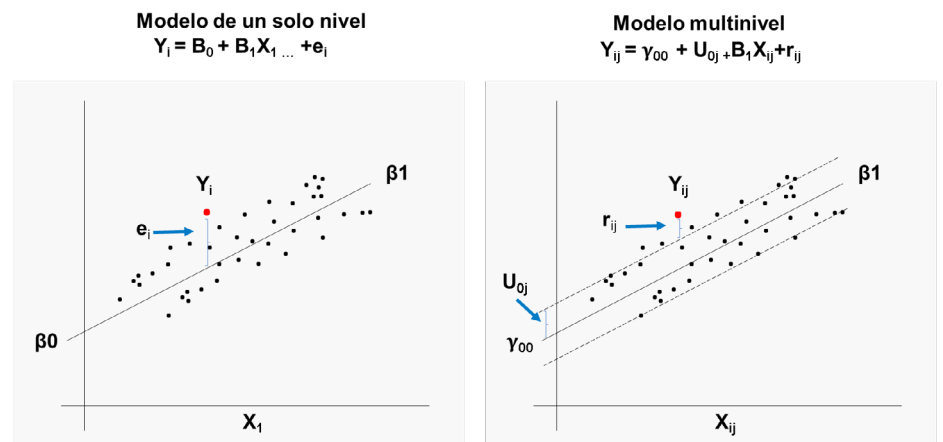 Modelo de un solo nivel
Yi = B0 + B1X1 ... +ei
β1
Yi
ei
β0
X1
Modelo multinivel
Yij = γ00 + U0j +B1Xij+rij
β1
Yij
rij
U0j
γ00
Xij